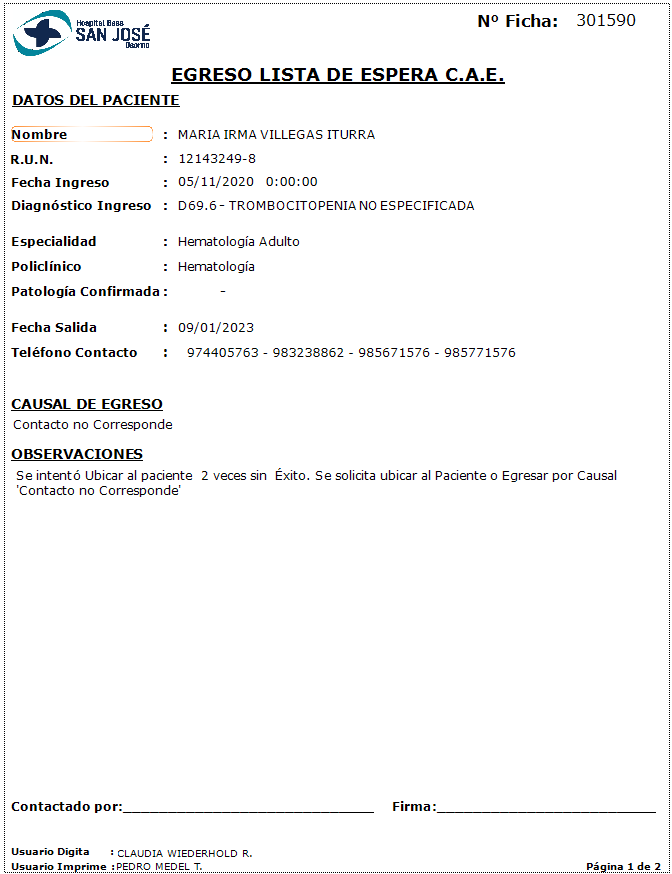 Hospital Base
SAN JOSÉ
Osorno
Nº Ficha: 301590
EGRESO LISTA DE ESPERA C.A.E.
DATOS DEL PACIENTE
Nombre : MARIA IRMA VILLEGAS ITURRA
R.U.N. : 12143249-8
Fecha Ingreso : 05/11/2020 0:00:00
Diagnóstico Ingreso : D69.6 - TROMBOCITOPENIA NO ESPECIFICADA
Especialidad : Hematología Adulto
Policlínico : Hematología
Patología Confirmada : -
Fecha Salida : 09/01/2023
Teléfono Contacto : 974405763 - 983238862 - 985671576 - 985771576
CAUSAL DE EGRESO
Contacto no Corresponde
OBSERVACIONES
Se intentó Ubicar al paciente 2 veces sin Éxito. Se solicita ubicar al Paciente o Egresar por Causal
'Contacto no Corresponde'
Contactado por:______________________________ Firma:__________________________
Usuario Digita : CLAUDIA WIEDERHOLD R.
Usuario Imprime : PEDRO MEDEL T. Página 1 de 2